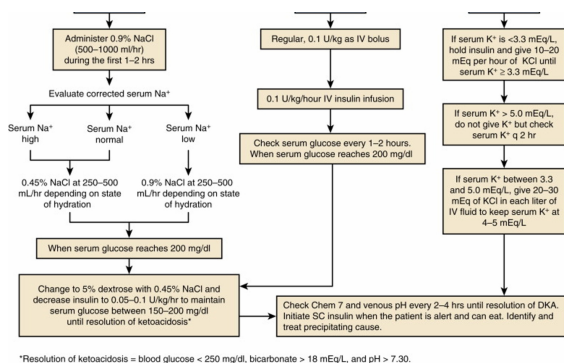 Administer 0.9% NaCl
(500–1000 ml/hr)
during the first 1–2 hrs
Evaluate corrected serum Na⁺
Serum Na⁺
high
Serum Na⁺
normal
Serum Na⁺
low
0.45% NaCl at 250–500
mL/hr depending on state
of hydration
0.9% NaCl at 250–500
mL/hr depending on state
of hydration
When serum glucose reaches 200 mg/dl
Change to 5% dextrose with 0.45% NaCl and
decrease insulin to 0.05–0.1 U/kg/hr to maintain
serum glucose between 150–200 mg/dl
until resolution of ketoacidosis*
Regular, 0.1 U/kg as IV bolus
0.1 U/kg/hour IV insulin infusion
Check serum glucose every 1–2 hours.
When serum glucose reaches 200 mg/dl
If serum K⁺ is <3.3 mEq/L,
hold insulin and give 10–20
mEq per hour of KCl until
serum K⁺ ≥ 3.3 mEq/L
If serum K⁺ > 5.0 mEq/L,
do not give K⁺ but check
serum K⁺ q 2 hr
If serum K⁺ between 3.3
and 5.0 mEq/L, give 20–30
mEq of KCl in each liter of
IV fluid to keep serum K⁺ at
4–5 mEq/L
Check Chem 7 and venous pH every 2–4 hrs until resolution of DKA.
Initiate SC insulin when the patient is alert and can eat. Identify and
treat precipitating cause.
*Resolution of ketoacidosis = blood glucose < 250 mg/dl, bicarbonate > 18 mEq/L, and pH > 7.30.